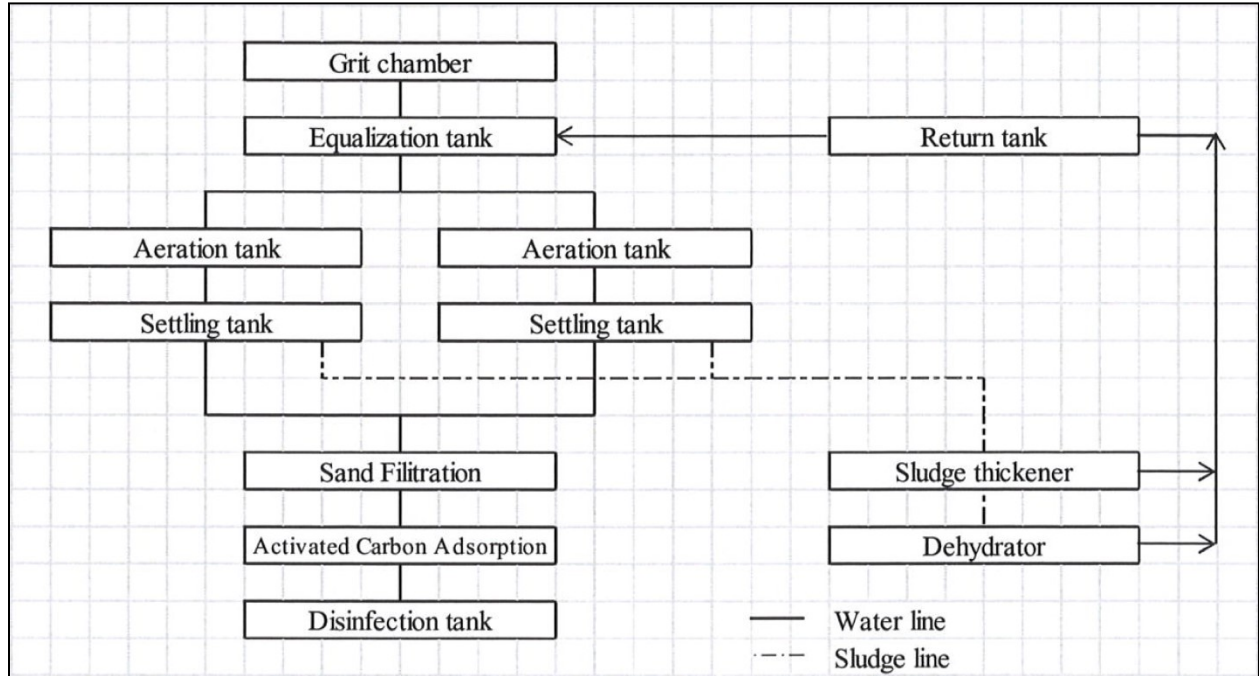 Grit chamber
Equalization tank
Return tank
Aeration tank
Aeration tank
Settling tank
Settling tank
Sand Filitration
Sludge thickener
Activated Carbon Adsorption
Dehydrator
Disinfection tank
Water line
Sludge line